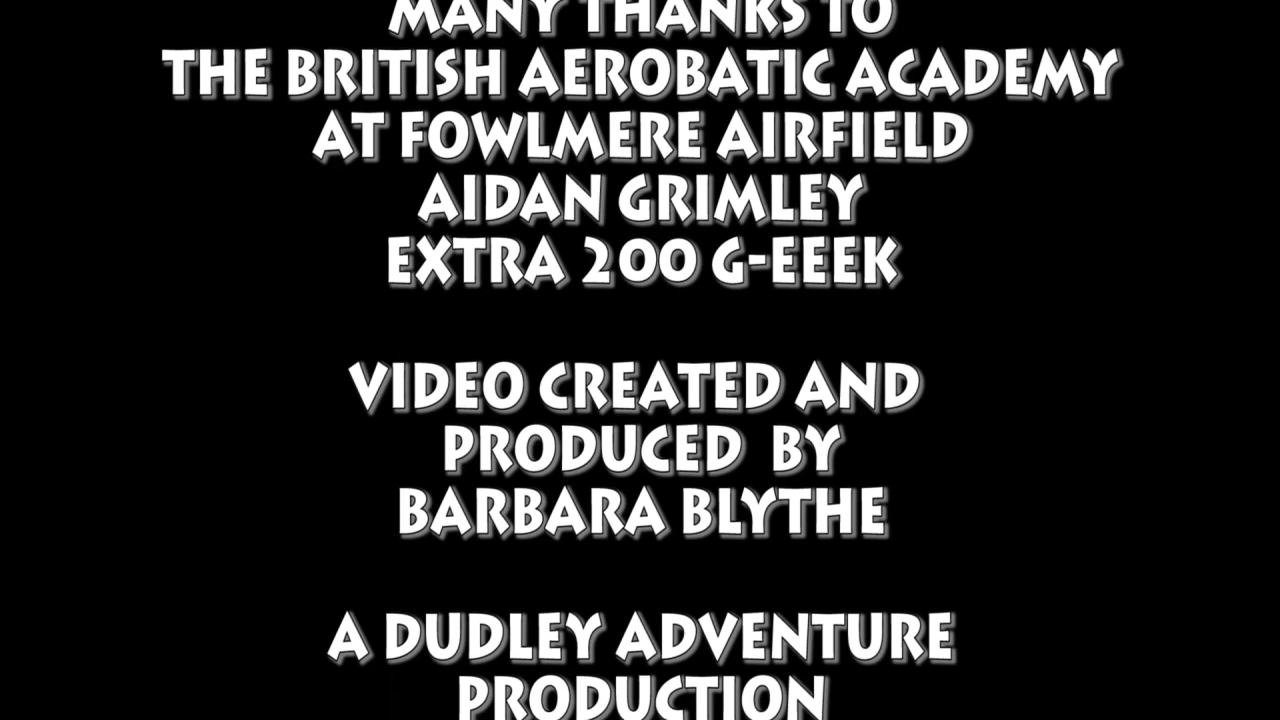 MANY THANKS TO
THE BRITISH AEROBATIC ACADEMY
AT FOWLMERE AIRFIELD
AIDAN GRIMLEY
EXTRA 200 G-EEEK
VIDEO CREATED AND
PRODUCED BY
BARBARA BLYTHE
A DUDLEY ADVENTURE
PRODUCTION